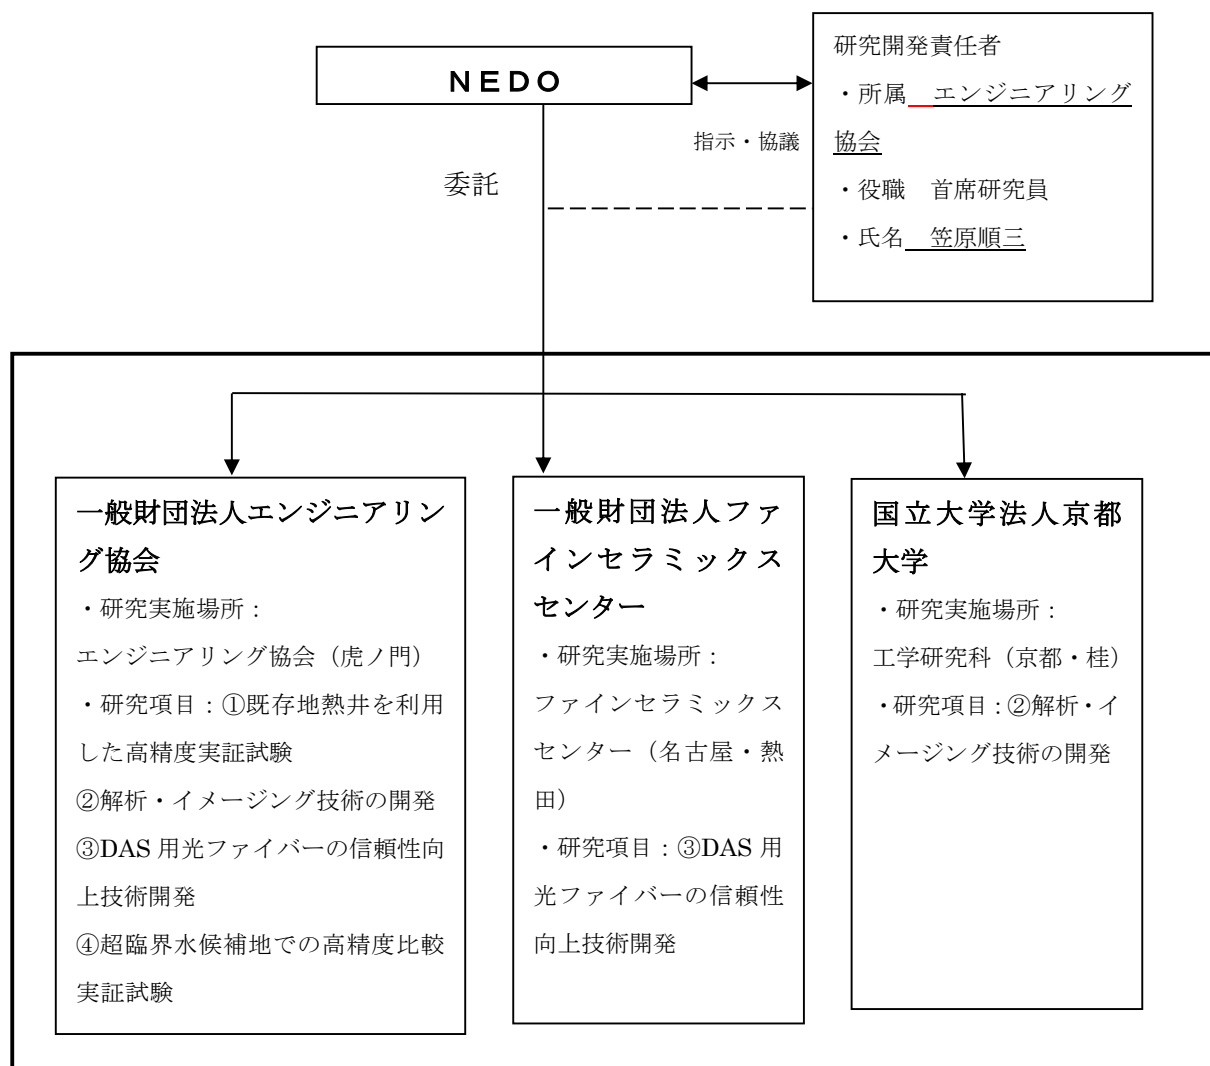 NEDO
研究開発責任者
・所属　エンジニアリング
協会
・役職　首席研究員
・氏名　笠原順三
指示・協議
委託
一般財団法人エンジニアリン
グ協会
・研究実施場所：
エンジニアリング協会（虎ノ門）
・研究項目：①既存地熱井を利用
した高精度実証試験
②解析・イメージング技術の開発
③DAS 用光ファイバーの信頼性向
上技術開発
④超臨界水候補地での高精度比較
実証試験
一般財団法人ファ
インセラミックス
センター
・研究実施場所：
ファインセラミックス
センター（名古屋・熱
田）
・研究項目：③DAS 用
光ファイバーの信頼性
向上技術開発
国立大学法人京都
大学
・研究実施場所：
工学研究科（京都・桂）
・研究項目：②解析・イ
メージング技術の開発